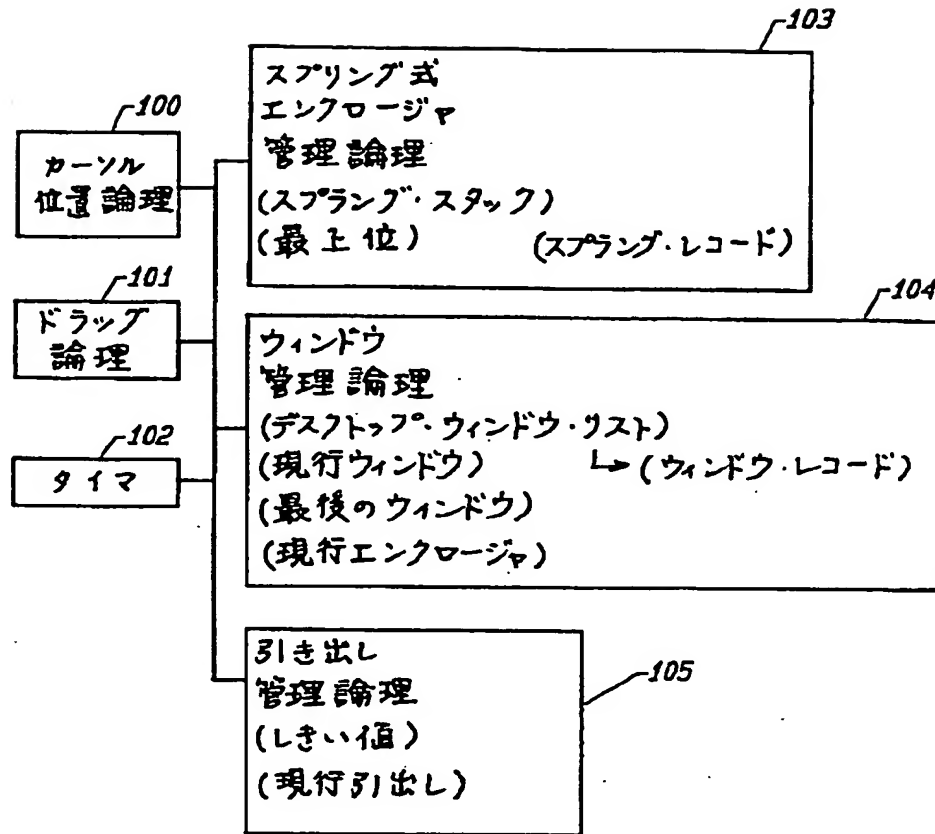 103
スプリング式
エンクロージャ
管理論理
(スプラング・スタック)
(最上位) (スプラング・レコード)
100
カーソル
位置論理
101
ドラッグ
論理
102
タイマ
104
ウィンドウ
管理論理
(デスクトップ・ウィンドウ・リスト)
(現行ウィンドウ) (ウィンドウ・レコード)
(最後のウィンドウ)
(現行エンクロージャ)
105
引き出し
管理論理
(しきい値)
(現行引出し)